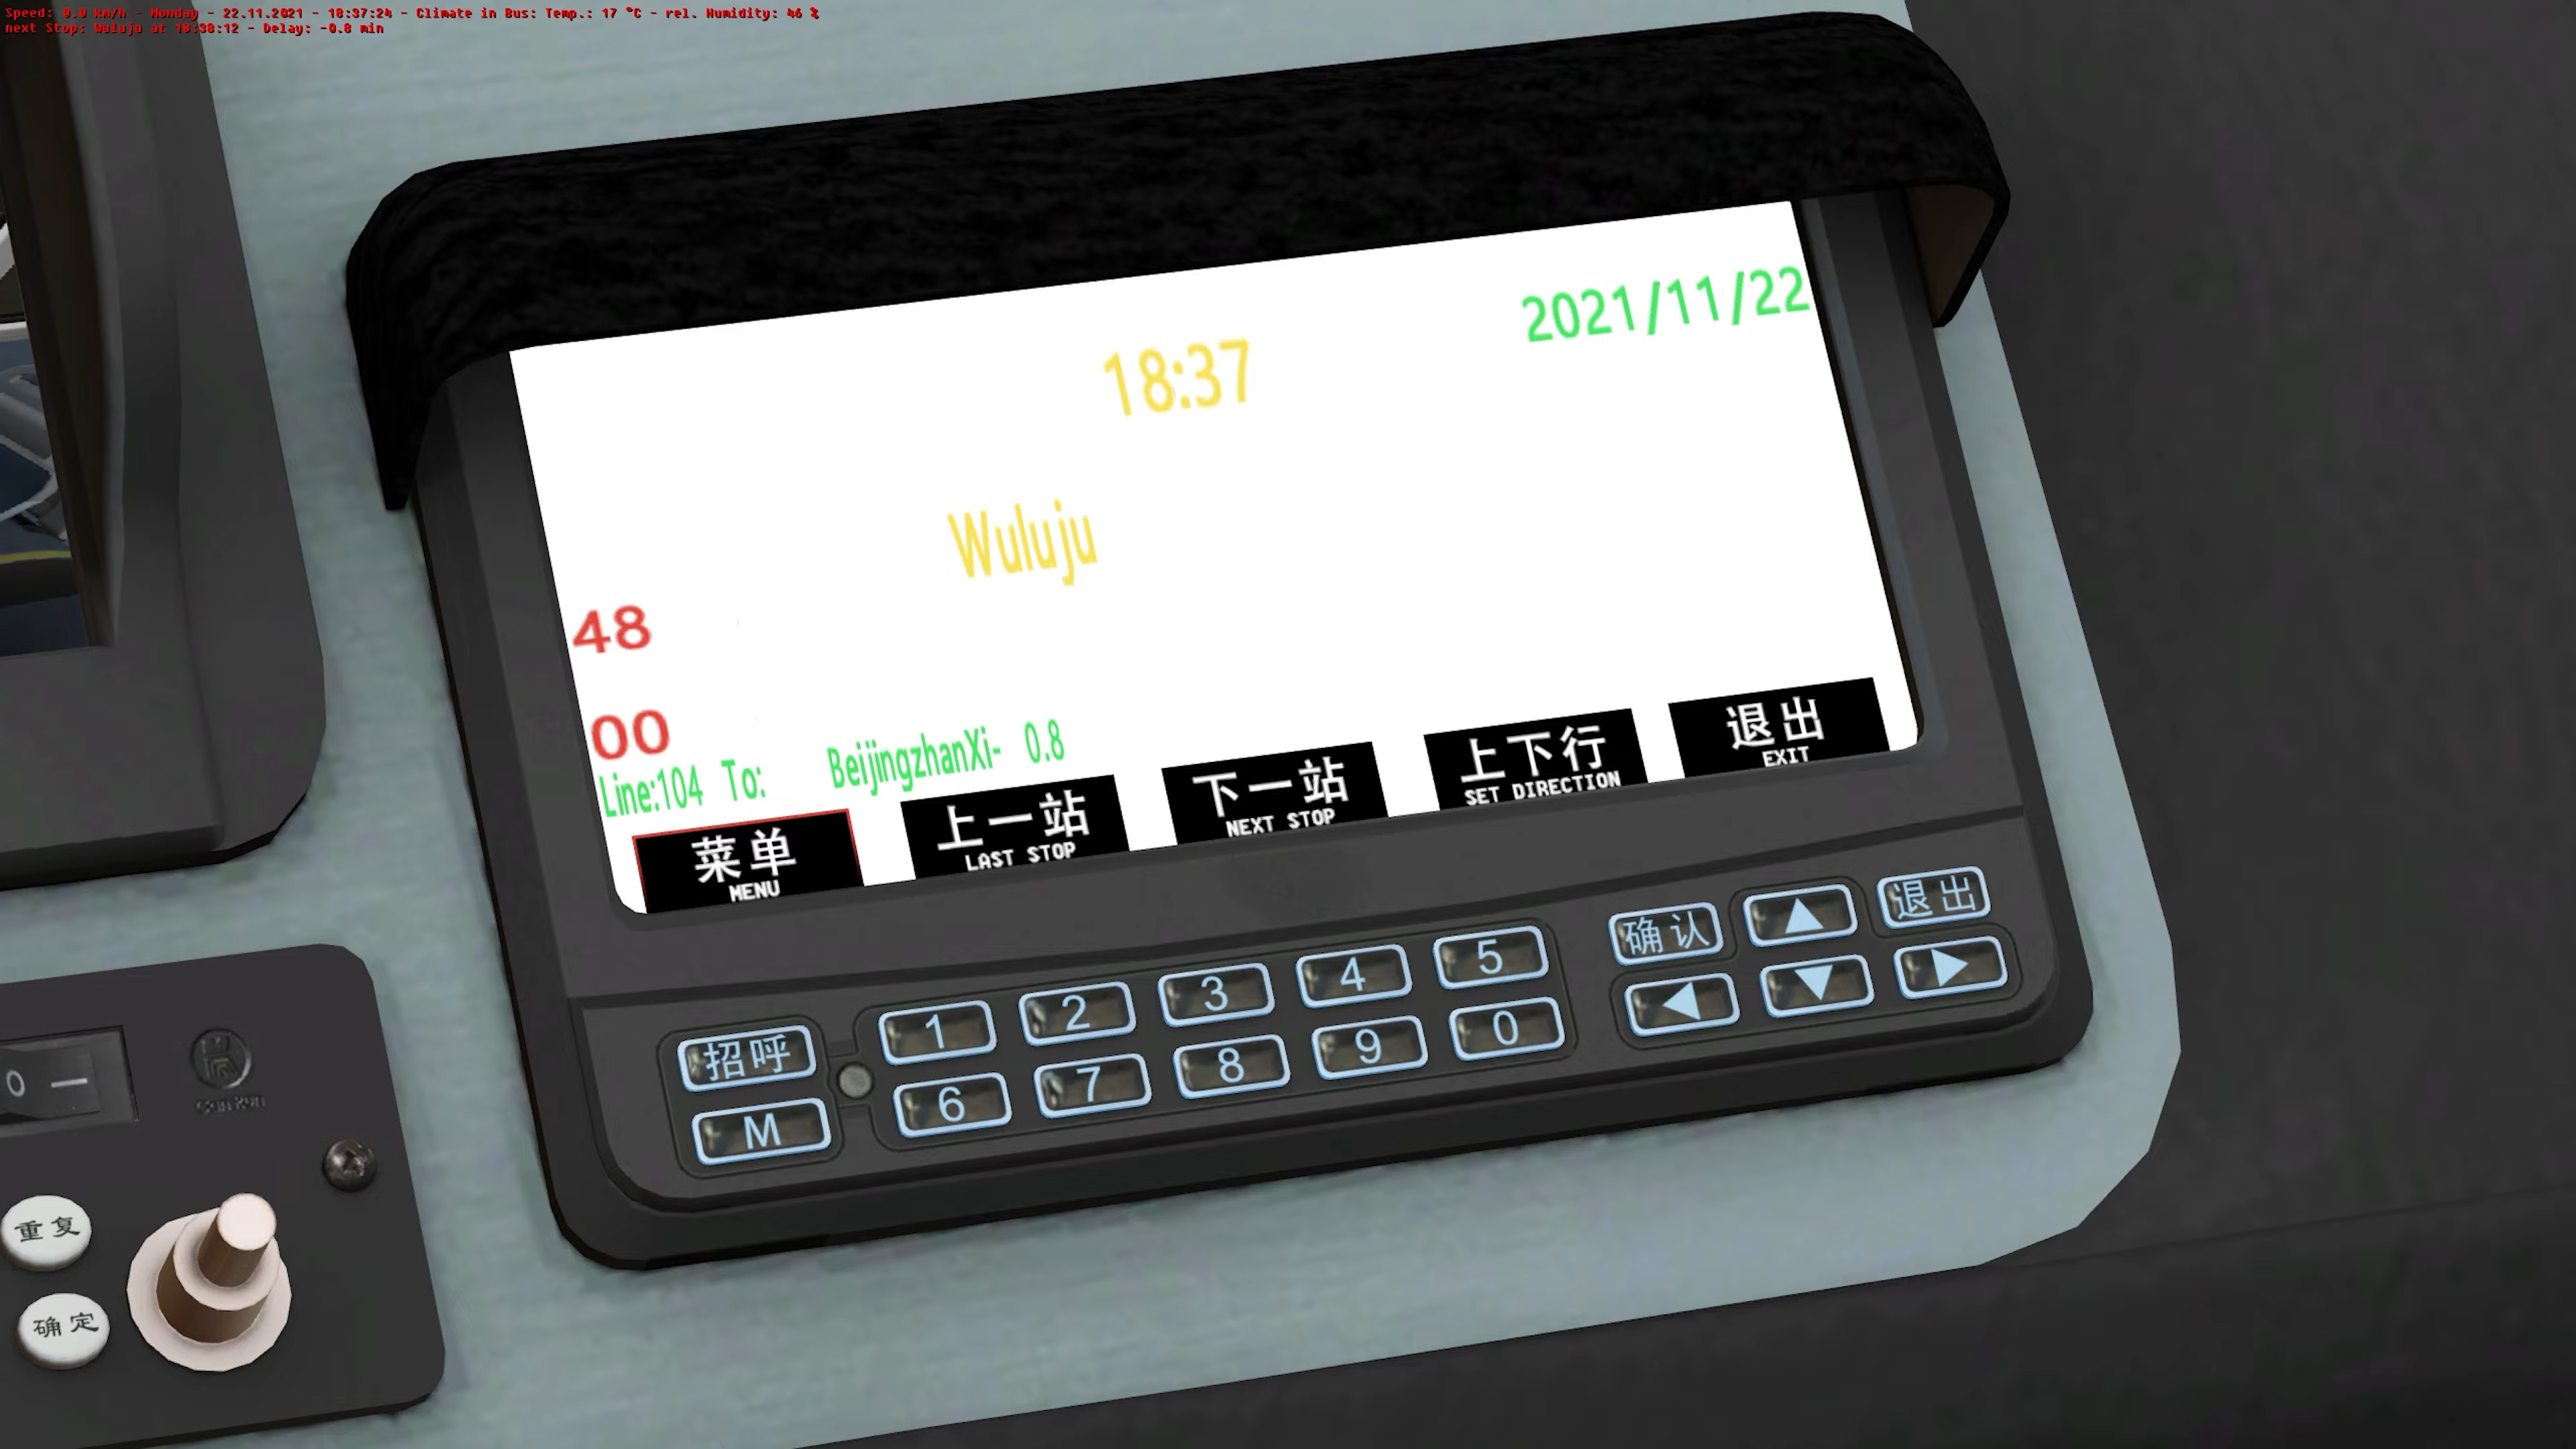 Speed: 0.0 km/h - Monday - 22.11.2021 - 18:37:24 - Climate in Bus: Temp.: 17 °C - rel. Humidity: 46 %
next Stop: Wuluju at 18:38:12 - Delay: -0.8 min
2021/11/22
18:37
Wuluju
48
00
Line:104 To: BeijingzhanXi- 0.8
菜单
MENU
上一站
LAST STOP
下一站
NEXT STOP
上下行
SET DIRECTION
退出
EXIT
招呼 1 2 3 4 5 确认 ▲ 退出
M 6 7 8 9 0 ◀ ▼ ▶
O —
重复
确定